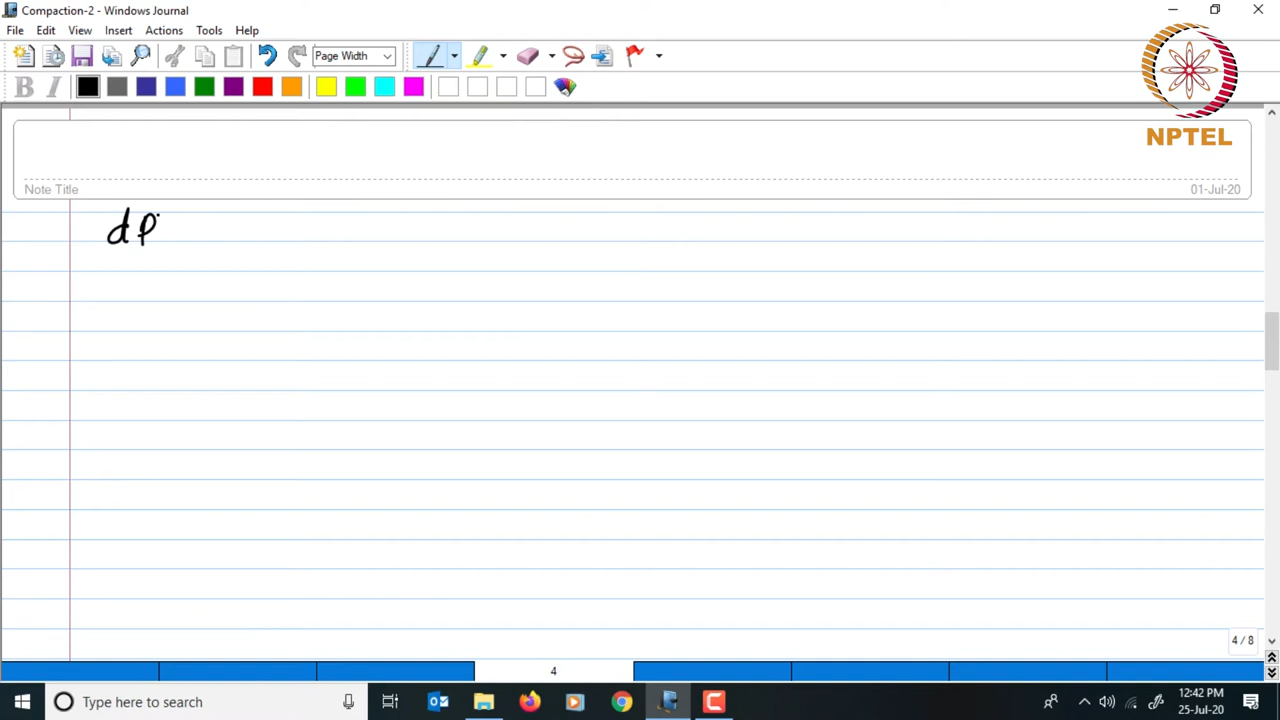 Compaction-2 - Windows Journal
File Edit View Insert Actions Tools Help
Page Width
B I
NPTEL
Note Title
01-Jul-20
dP
4 / 8
4
Type here to search
12:42 PM
25-Jul-20